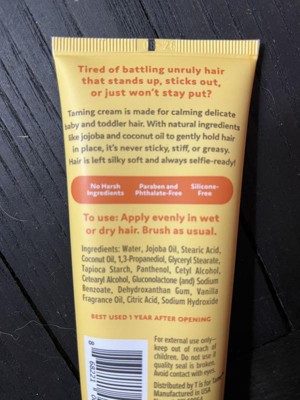 Tired of battling unruly hair
that stands up, sticks out,
or just won't stay put?
Taming cream is made for calming delicate
baby and toddler hair. With natural ingredients
like jojoba and coconut oil to gently hold hair
in place, it's never sticky, stiff, or greasy.
Hair is left silky soft and always selfie-ready!
No Harsh
Ingredients
Paraben and
Phthalate-Free
Silicone-
Free
To use: Apply evenly in wet
or dry hair. Brush as usual.
Ingredients: Water, Jojoba Oil, Stearic Acid,
Coconut Oil, 1,3-Propanediol, Glyceryl Stearate,
Tapioca Starch, Panthenol, Cetyl Alcohol,
Cetearyl Alcohol, Gluconolactone (and) Sodium
Benzoate, Dehydroxanthan Gum, Vanilla
Fragrance Oil, Citric Acid, Sodium Hydroxide
BEST USED 1 YEAR AFTER OPENING
For external use only—
keep out of reach of
children. Do not use if
quality seal is broken.
Avoid contact with eyes.
Distributed by T is for
Manufactured in USA